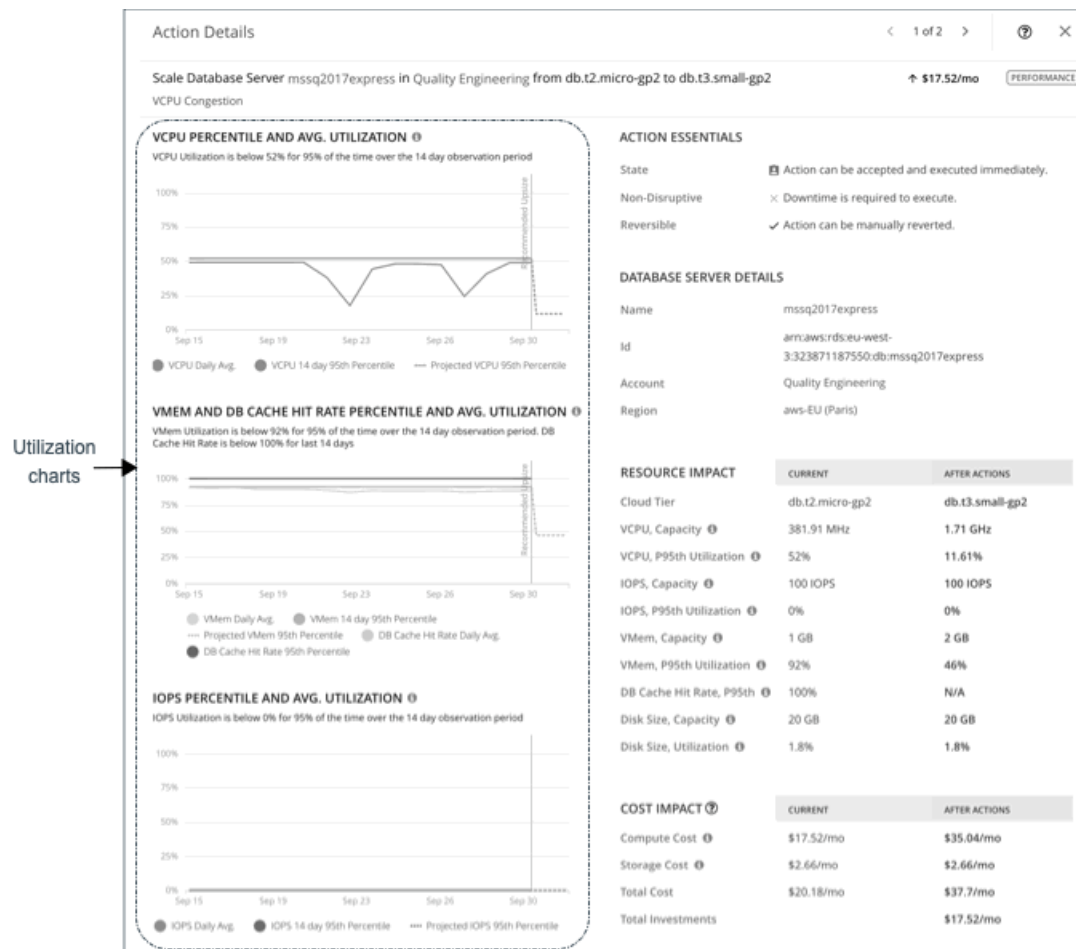 Action Details
1 of 2
Scale Database Server mssq2017express in Quality Engineering from db.t2.micro-gp2 to db.t3.small-gp2
↑ $17.52/mo
PERFORMANCE
VCPU Congestion
Utilization
charts
VCPU PERCENTILE AND AVG. UTILIZATION
VCPU Utilization is below 52% for 95% of the time over the 14 day observation period
100%
75%
50%
25%
0%
Recommended Upsize
Sep 15 Sep 19 Sep 23 Sep 26 Sep 30
VCPU Daily Avg. VCPU 14 day 95th Percentile Projected VCPU 95th Percentile
VMEM AND DB CACHE HIT RATE PERCENTILE AND AVG. UTILIZATION
VMem Utilization is below 92% for 95% of the time over the 14 day observation period. DB
Cache Hit Rate is below 100% for last 14 days
100%
75%
50%
25%
0%
Recommended Upsize
Sep 15 Sep 19 Sep 23 Sep 26 Sep 30
VMem Daily Avg. VMem 14 day 95th Percentile
Projected VMem 95th Percentile DB Cache Hit Rate Daily Avg.
DB Cache Hit Rate 95th Percentile
IOPS PERCENTILE AND AVG. UTILIZATION
IOPS Utilization is below 0% for 95% of the time over the 14 day observation period
100%
75%
50%
25%
0%
Sep 15 Sep 19 Sep 23 Sep 26 Sep 30
IOPS Daily Avg. IOPS 14 day 95th Percentile Projected IOPS 95th Percentile
ACTION ESSENTIALS
State Action can be accepted and executed immediately.
Non-Disruptive × Downtime is required to execute.
Reversible ✓ Action can be manually reverted.
DATABASE SERVER DETAILS
Name mssq2017express
Id arn:aws:rds:eu-west-
3:323871187550:db:mssq2017express
Account Quality Engineering
Region aws-EU (Paris)
RESOURCE IMPACT CURRENT AFTER ACTIONS
Cloud Tier db.t2.micro-gp2 db.t3.small-gp2
VCPU, Capacity 381.91 MHz 1.71 GHz
VCPU, P95th Utilization 52% 11.61%
IOPS, Capacity 100 IOPS 100 IOPS
IOPS, P95th Utilization 0% 0%
VMem, Capacity 1 GB 2 GB
VMem, P95th Utilization 92% 46%
DB Cache Hit Rate, P95th 100% N/A
Disk Size, Capacity 20 GB 20 GB
Disk Size, Utilization 1.8% 1.8%
COST IMPACT CURRENT AFTER ACTIONS
Compute Cost $17.52/mo $35.04/mo
Storage Cost $2.66/mo $2.66/mo
Total Cost $20.18/mo $37.7/mo
Total Investments $17.52/mo